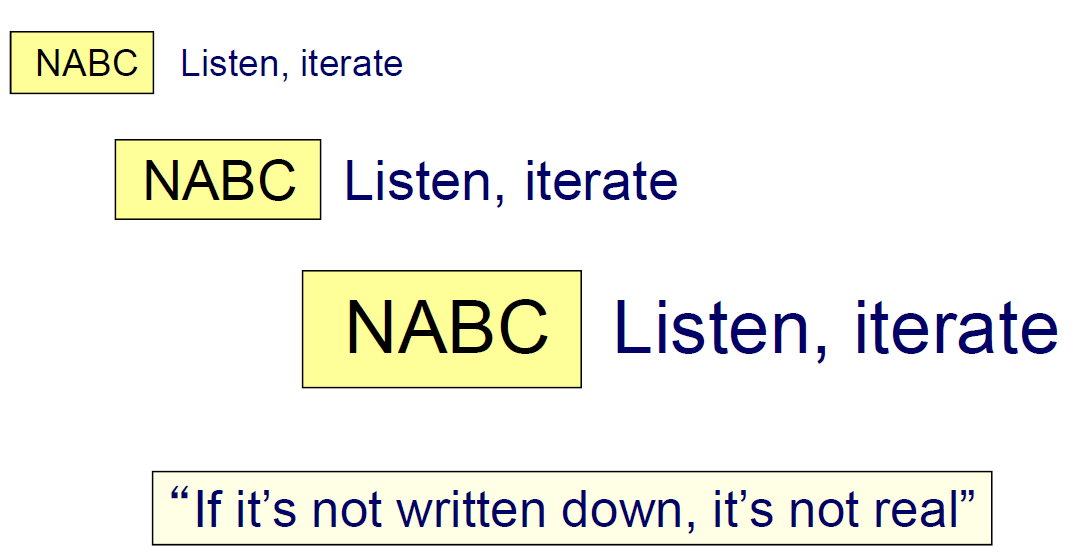 NABC Listen, iterate
NABC Listen, iterate
NABC Listen, iterate
“If it’s not written down, it’s not real”